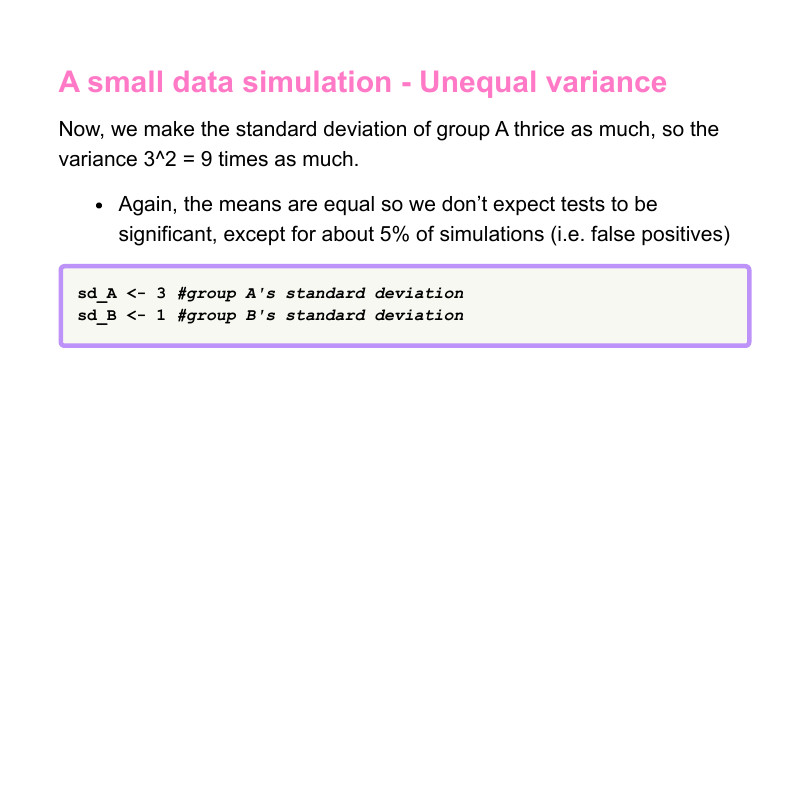 A small data simulation - Unequal variance
Now, we make the standard deviation of group A thrice as much, so the
variance 3^2 = 9 times as much.
• Again, the means are equal so we don’t expect tests to be
significant, except for about 5% of simulations (i.e. false positives)
sd_A <- 3 #group A's standard deviation
sd_B <- 1 #group B's standard deviation